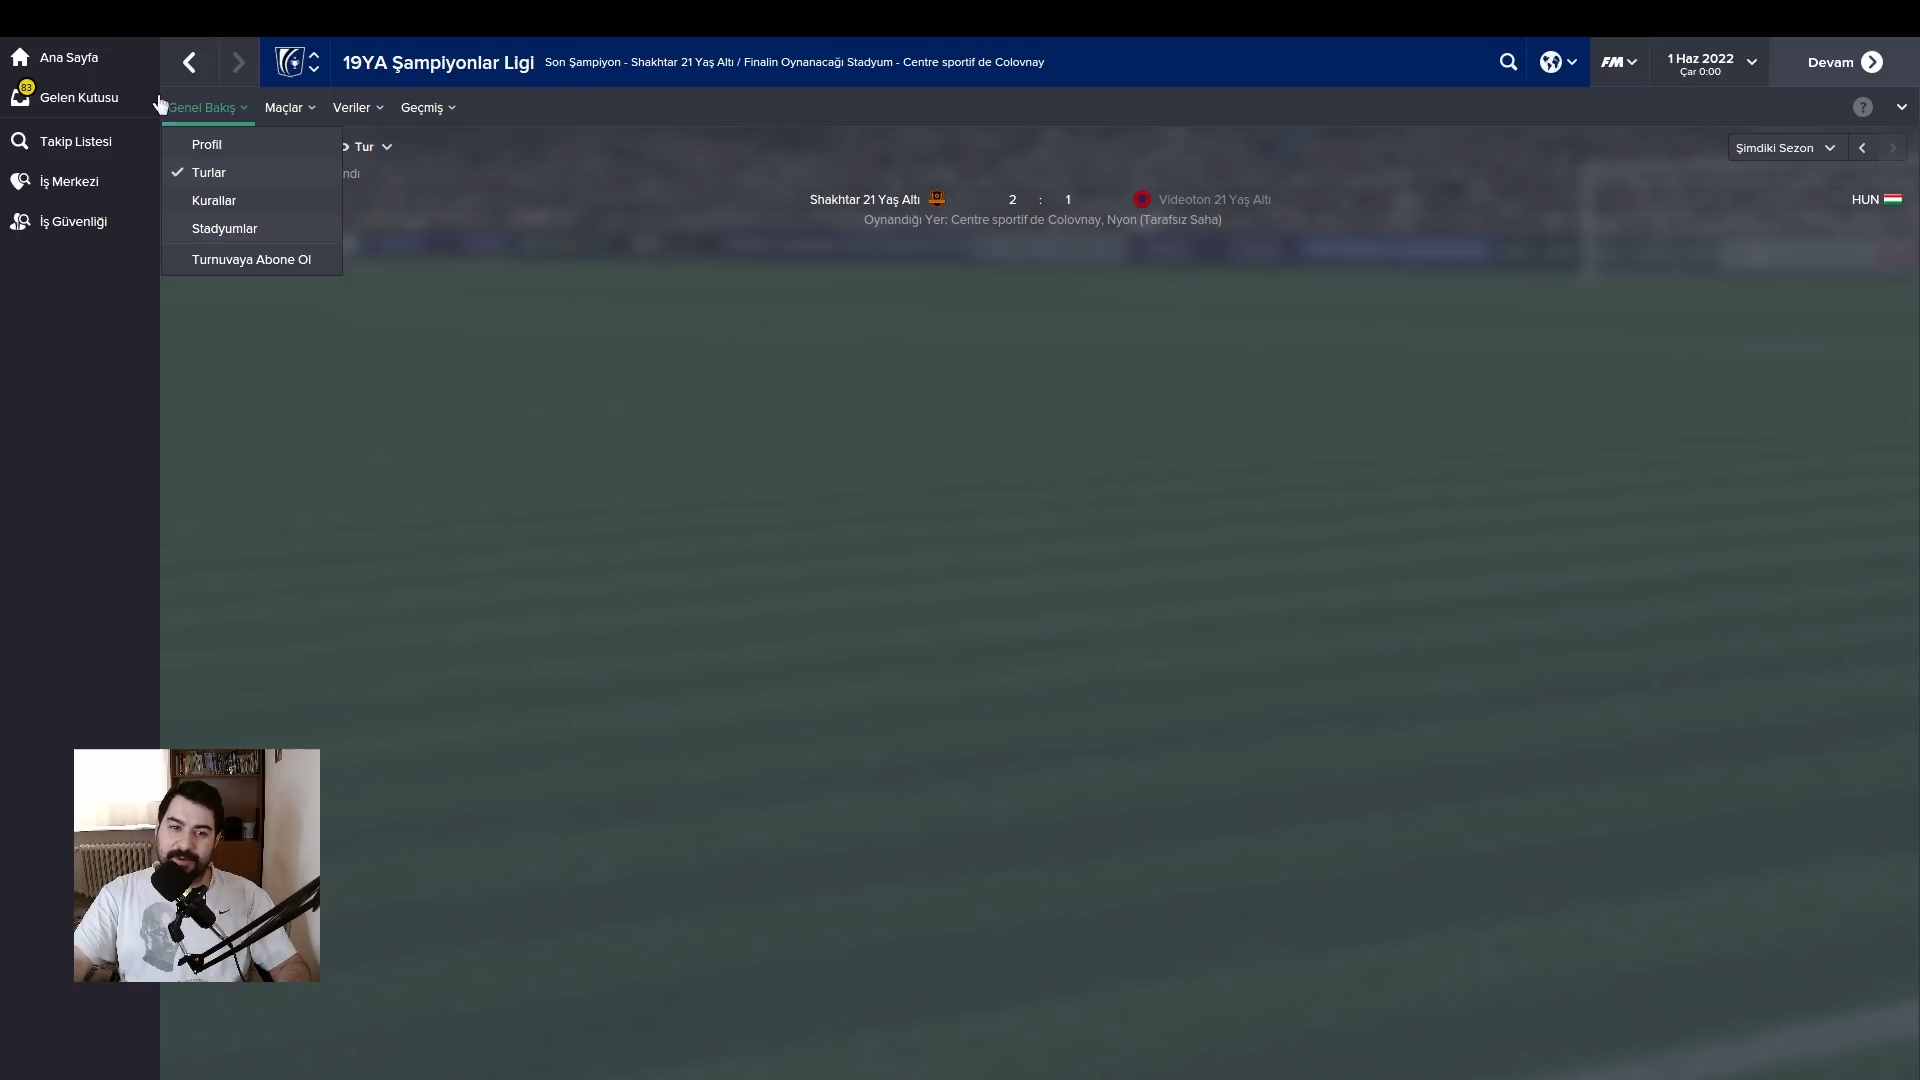 Ana Sayfa
83
Gelen Kutusu
Takip Listesi
İş Merkezi
İş Güvenliği
19YA Şampiyonlar Ligi
Son Şampiyon - Shakhtar 21 Yaş Altı / Finalin Oynanacağı Stadyum - Centre sportif de Colovnay
FM
1 Haz 2022
Çar 0:00
Devam
Genel Bakış
Maçlar
Veriler
Geçmiş
?
Profil
Turlar
Kurallar
Stadyumlar
Turnuvaya Abone Ol
Tur
ndı
Şimdiki Sezon
Shakhtar 21 Yaş Altı 2 : 1 Videoton 21 Yaş Altı
HUN
Oynandığı Yer: Centre sportif de Colovnay, Nyon (Tarafsız Saha)